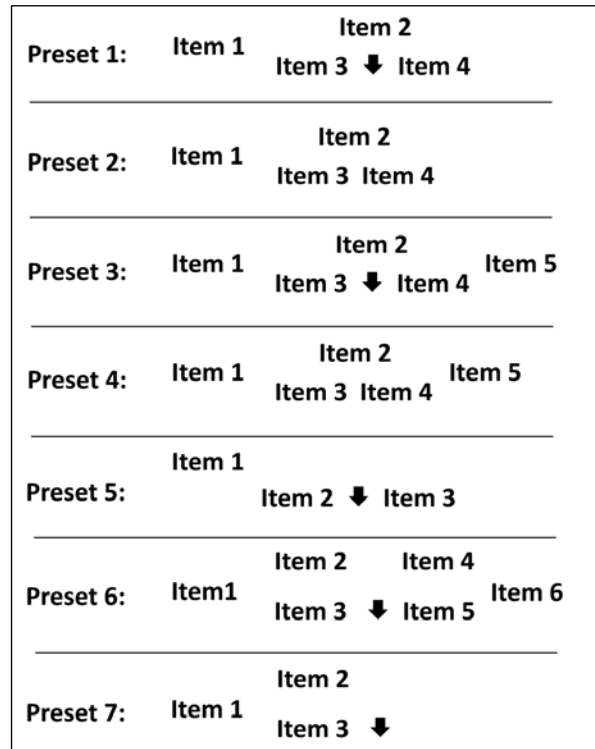 Item 2
Preset 1: Item 1
Item 3 🡇 Item 4
Item 2
Preset 2: Item 1
Item 3 Item 4
Item 2
Preset 3: Item 1 Item 5
Item 3 🡇 Item 4
Item 2
Preset 4: Item 1 Item 5
Item 3 Item 4
Item 1
Preset 5:
Item 2 🡇 Item 3
Item 2 Item 4
Preset 6: Item1 Item 6
Item 3 🡇 Item 5
Item 2
Preset 7: Item 1
Item 3 🡇